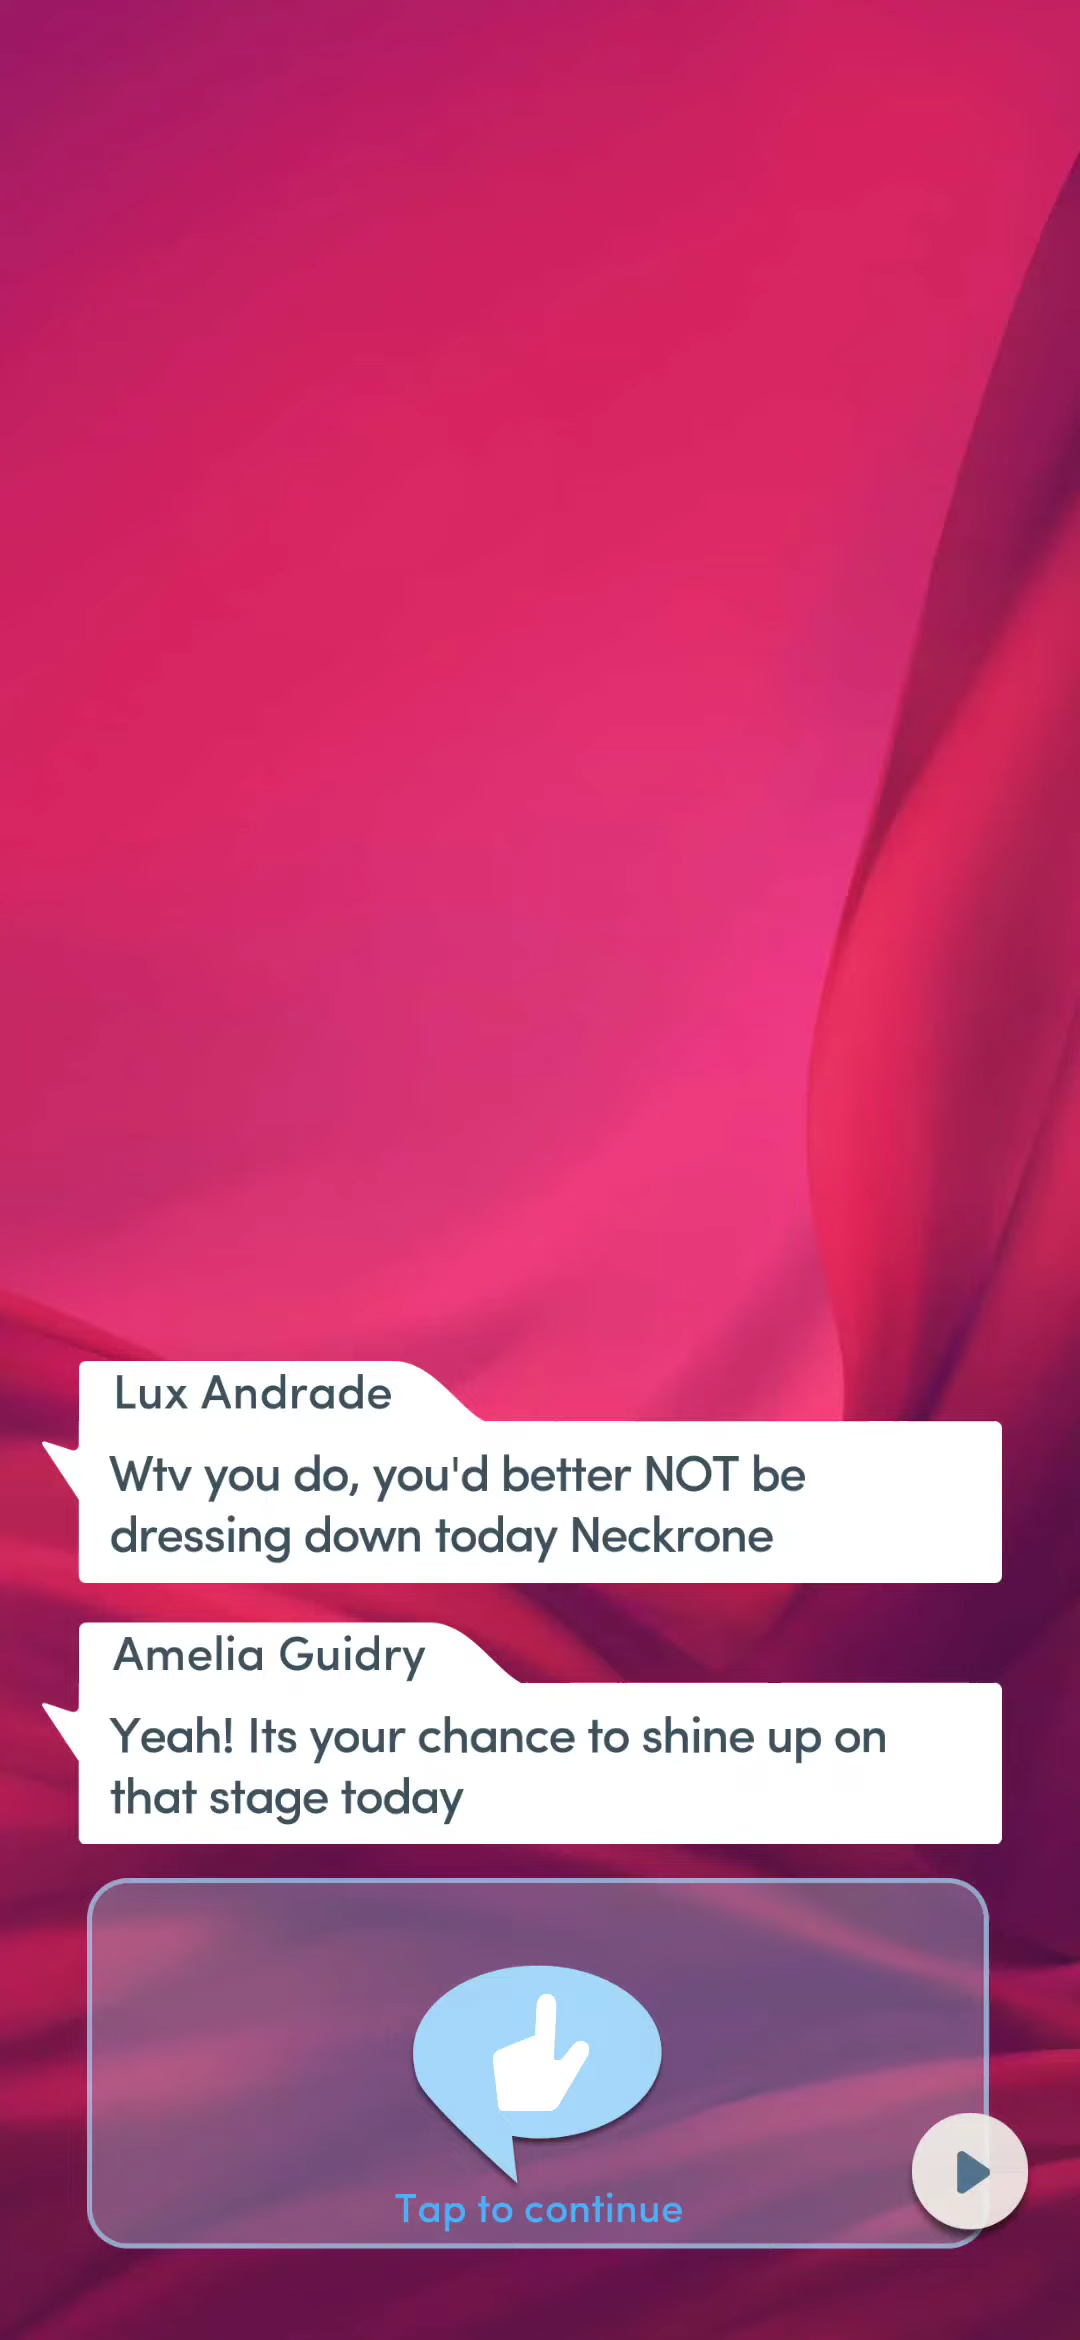 Lux Andrade
Wtv you do, you'd better NOT be
dressing down today Neckrone
Amelia Guidry
Yeah! Its your chance to shine up on
that stage today
Tap to continue